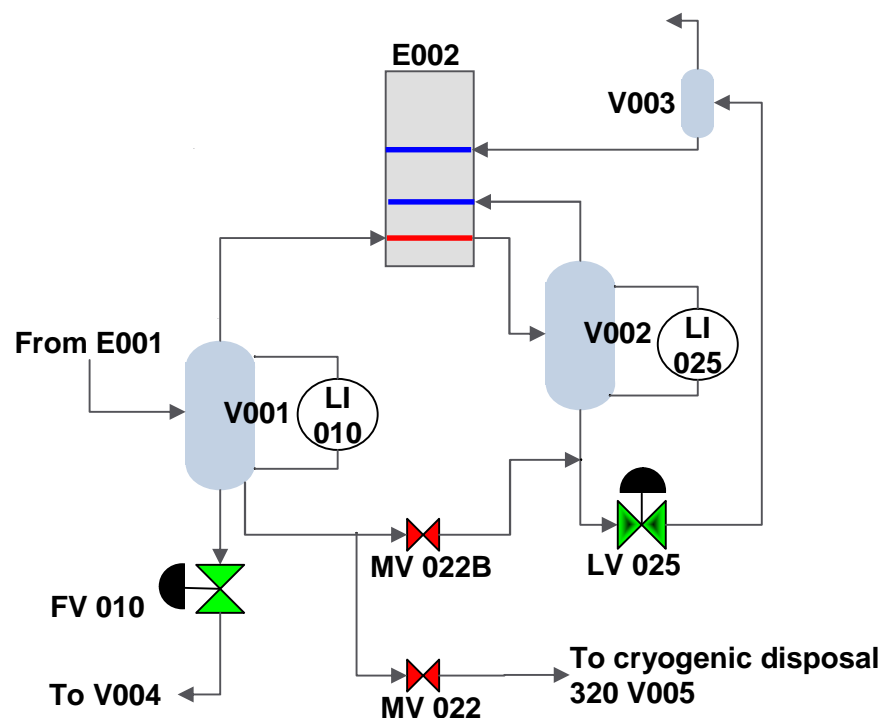 E002
V003
From E001
V001
LI
010
V002
LI
025
MV 022B
LV 025
FV 010
To V004
MV 022
To cryogenic disposal
320 V005